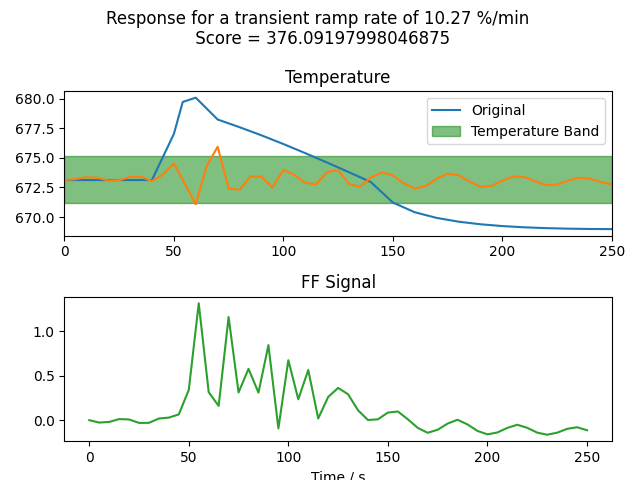 Response for a transient ramp rate of 10.27 %/min
Score = 376.09197998046875
Temperature
680.0
677.5
675.0
672.5
670.0
Original
Temperature Band
0 50 100 150 200 250
FF Signal
1.0
0.5
0.0
0 50 100 150 200 250
Time / s